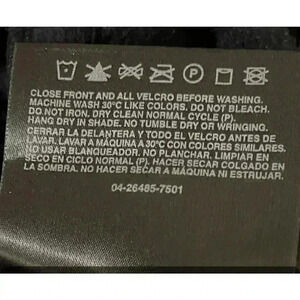 CLOSE FRONT AND ALL VELCRO BEFORE WASHING.
MACHINE WASH 30°C LIKE COLORS. DO NOT BLEACH.
DO NOT IRON. DRY CLEAN NORMAL CYCLE (P).
HANG DRY IN SHADE. NO TUMBLE DRY OR WRINGING.
CERRAR LA DELANTERA Y TODO EL VELCRO ANTES DE
LAVAR. LAVAR A MÁQUINA A 30°C CON COLORES SIMILARES.
NO USAR BLANQUEADOR. NO PLANCHAR. LIMPIAR EN
SECO EN CICLO NORMAL (P). HACER SECAR COLGADO EN
LA SOMBRA. NO HACER SECAR A MÁQUINA NI ESTRUJAR.
04-26485-7501